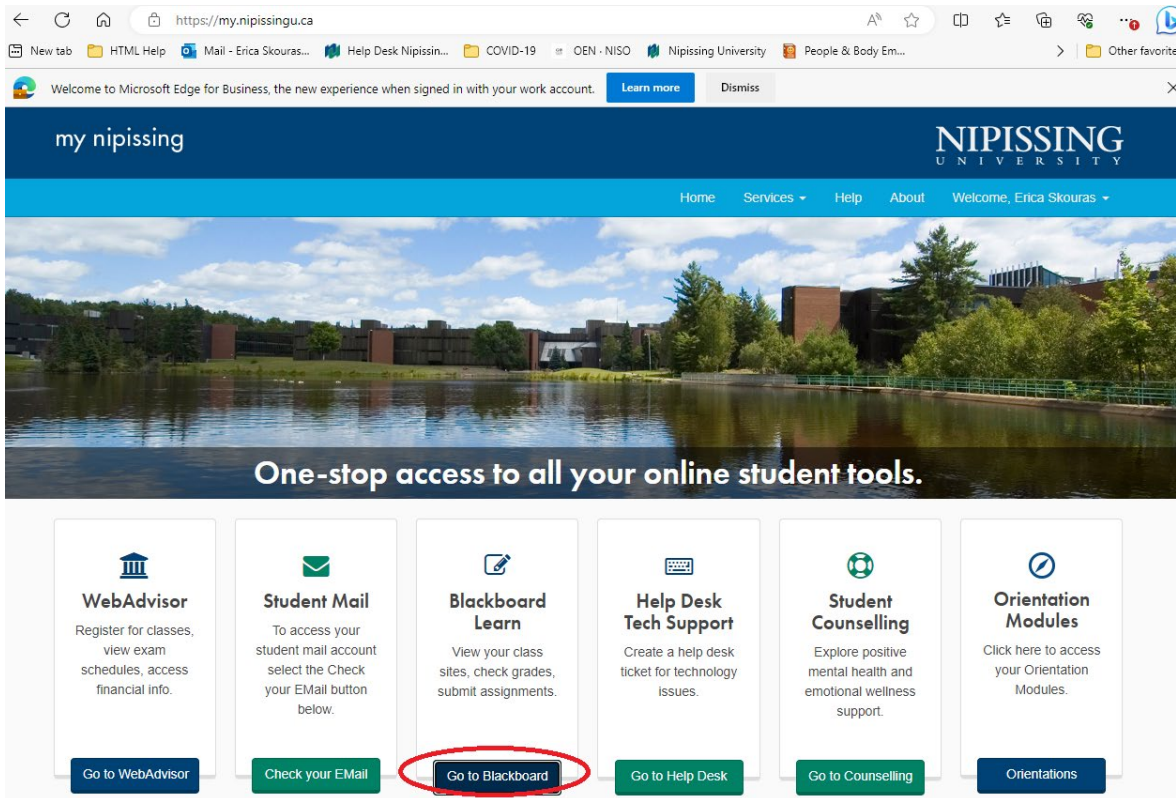 https://my.nipissingu.ca
New tab HTML Help Mail - Erica Skouras... Help Desk Nipissin... COVID-19 OEN - NISO Nipissing University People & Body Em... Other favorite
Welcome to Microsoft Edge for Business, the new experience when signed in with your work account. Learn more Dismiss
my nipissing
NIPISSING
UNIVERSITY
Home Services Help About Welcome, Erica Skouras
One-stop access to all your online student tools.
WebAdvisor
Register for classes,
view exam
schedules, access
financial info.
Go to WebAdvisor
Student Mail
To access your
student mail account
select the Check
your EMail button
below.
Check your EMail
Blackboard
Learn
View your class
sites, check grades,
submit assignments.
Go to Blackboard
Help Desk
Tech Support
Create a help desk
ticket for technology
issues.
Go to Help Desk
Student
Counselling
Explore positive
mental health and
emotional wellness
support.
Go to Counselling
Orientation
Modules
Click here to access
your Orientation
Modules.
Orientations